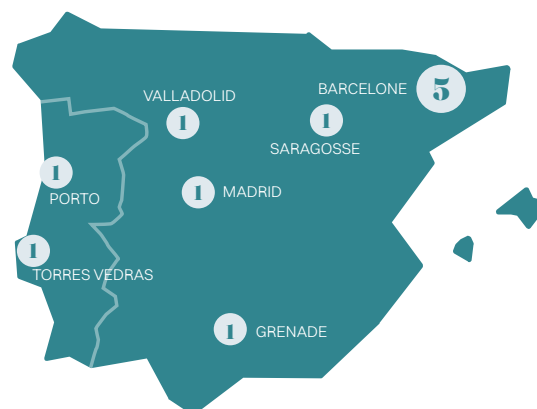 5
BARCELONE
VALLADOLID
1
1
SARAGOSSE
1
PORTO
1
MADRID
1
TORRES VEDRAS
1
GRENADE